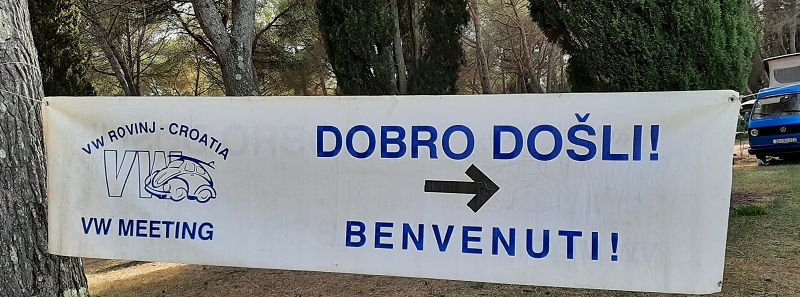 VW ROVINJ - CROATIA
VW
VW MEETING
DOBRO DOŠLI!
BENVENUTI!